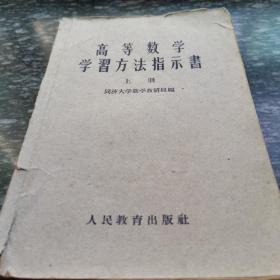 高等数学
学習方法指示書
上册
同济大学数学教研組編
人民教育出版社